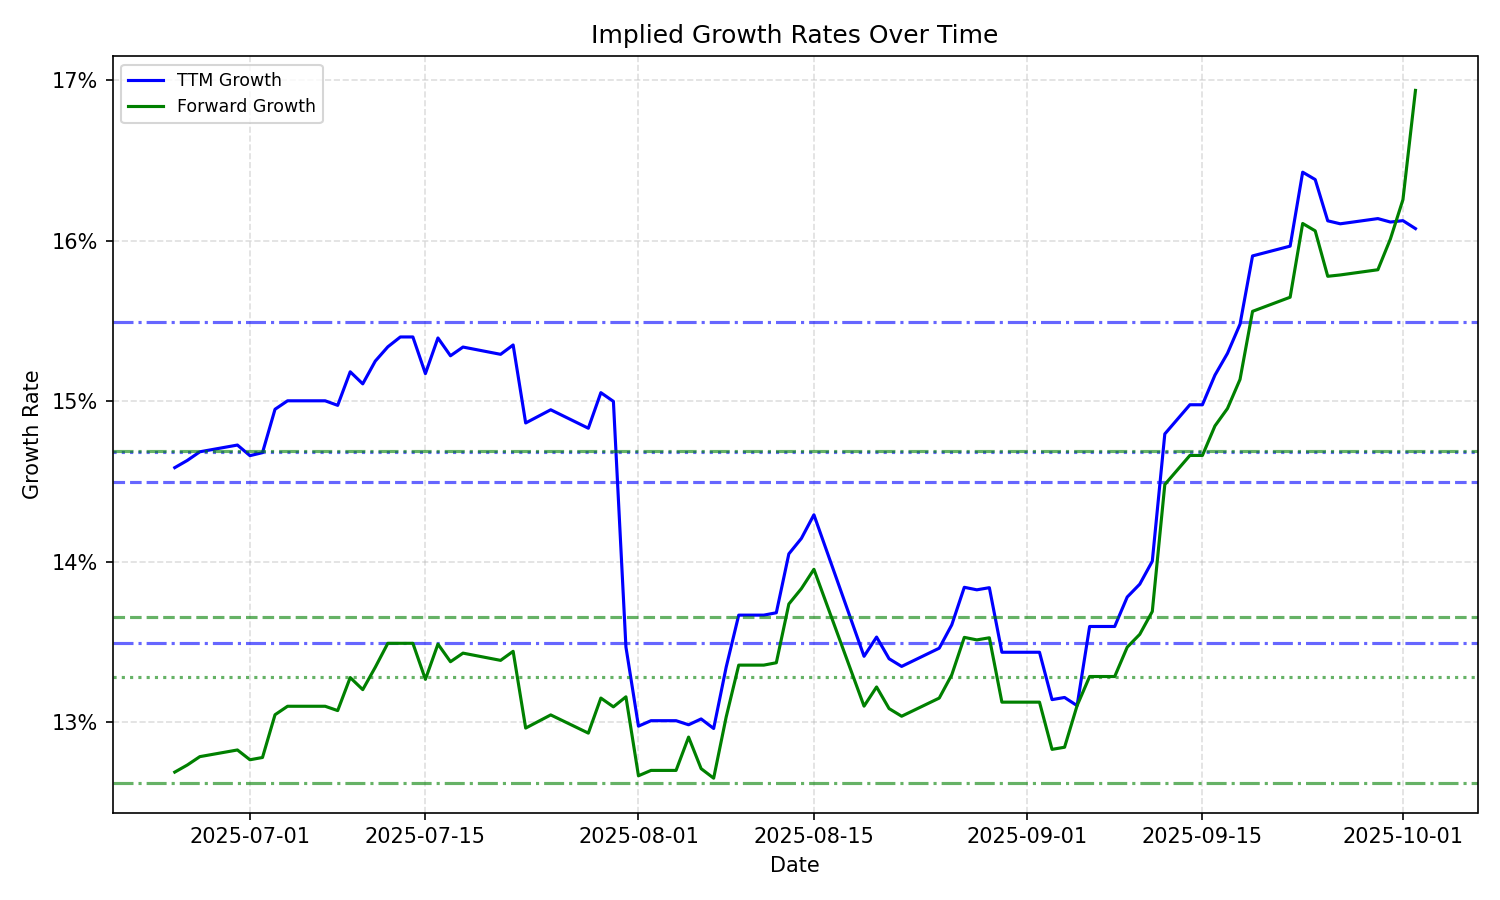 Implied Growth Rates Over Time
TTM Growth
Forward Growth
17%
16%
15%
14%
13%
Growth Rate
2025-07-01
2025-07-15
2025-08-01
2025-08-15
2025-09-01
2025-09-15
2025-10-01
Date